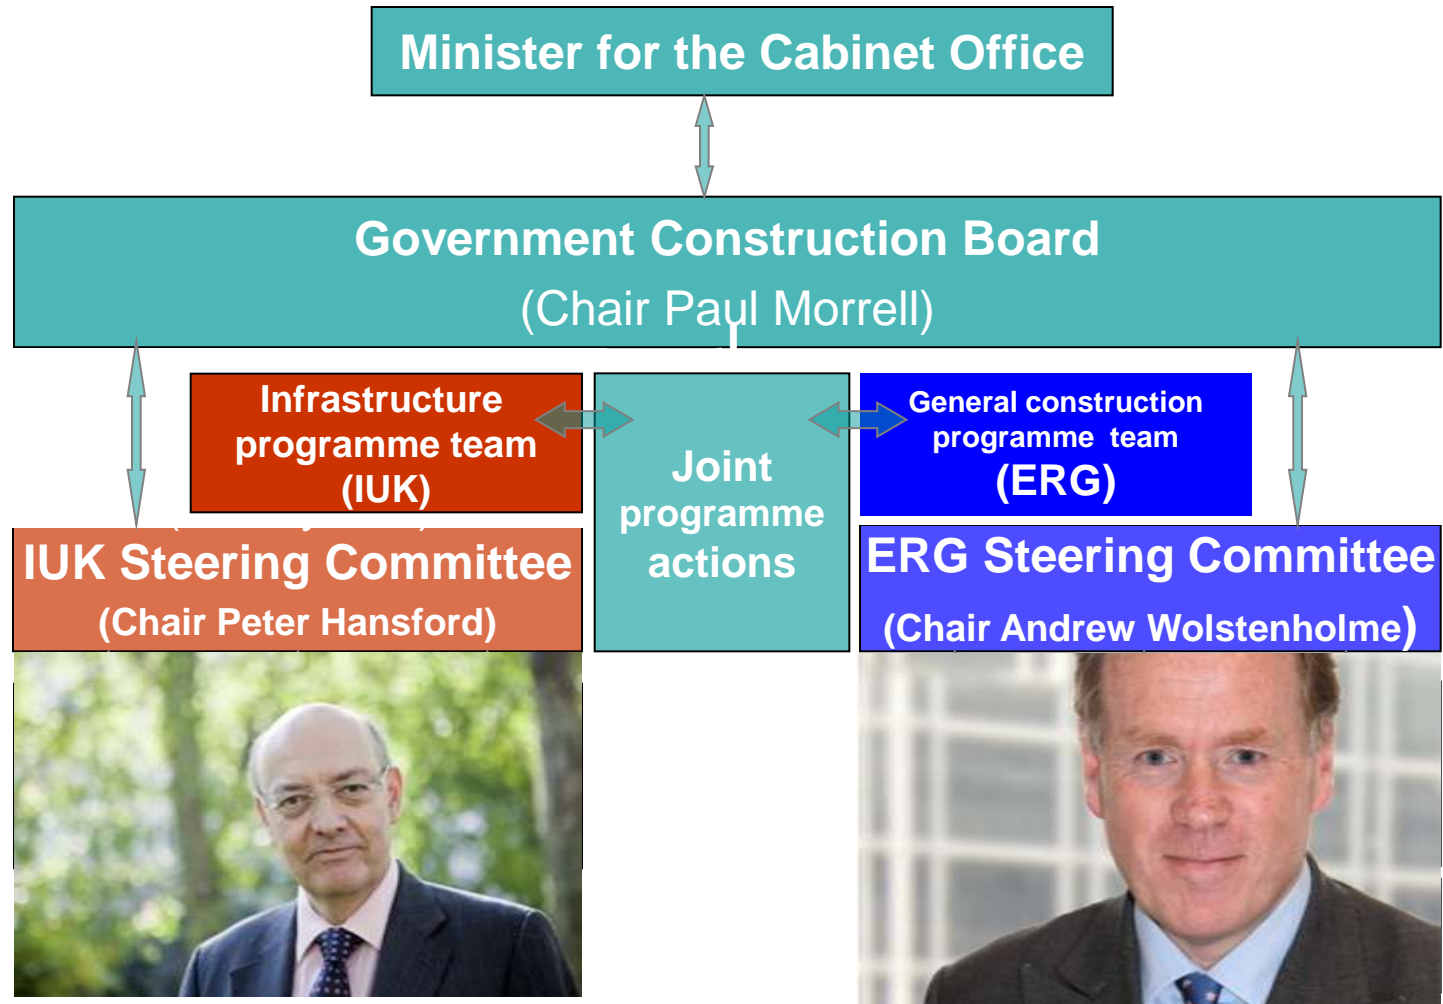 Minister for the Cabinet Office
Government Construction Board
(Chair Paul Morrell)
Infrastructure
programme team
(IUK)
Joint
programme
actions
General construction
programme team
(ERG)
IUK Steering Committee
(Chair Peter Hansford)
ERG Steering Committee
(Chair Andrew Wolstenholme)